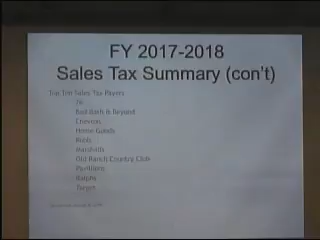 FY 2017-2018
Sales Tax Summary (con't)
Top Ten Sales Tax Payers
76
Bed Bath & Beyond
Chevron
Home Goods
Kohls
Marshalls
Old Ranch Country Club
Pavilions
Ralphs
Target